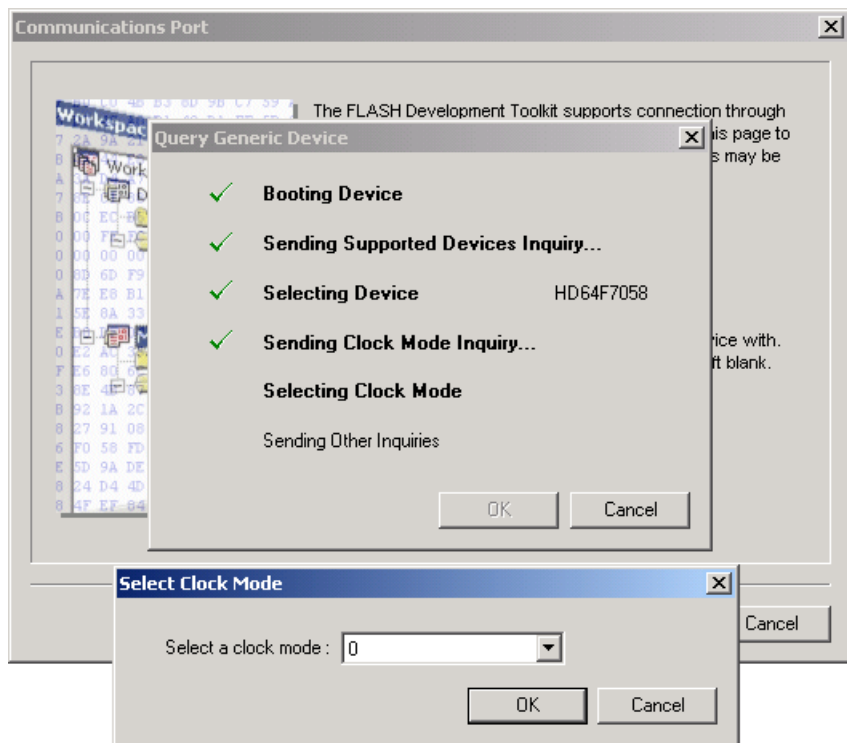 Communications Port
The FLASH Development Toolkit supports connection through
is page to
s may be
Workspac
Work
Query Generic Device
Booting Device
Sending Supported Devices Inquiry...
Selecting Device HD64F7058
Sending Clock Mode Inquiry...
Selecting Clock Mode
Sending Other Inquiries
OK Cancel
ice with.
ft blank.
Cancel
Select Clock Mode
Select a clock mode : 0
OK Cancel